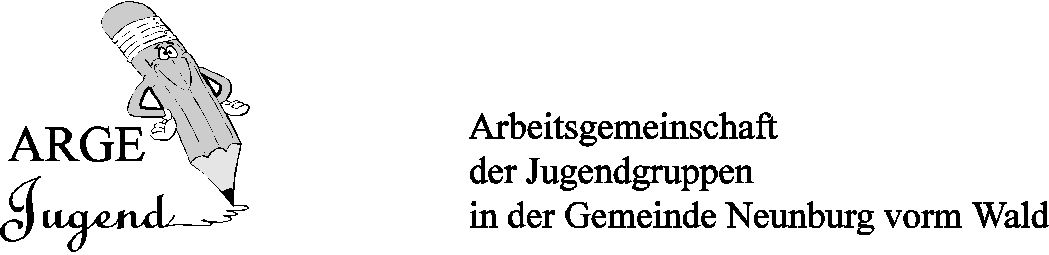 ARGE
Jugend
Arbeitsgemeinschaft
der Jugendgruppen
in der Gemeinde Neunburg vorm Wald